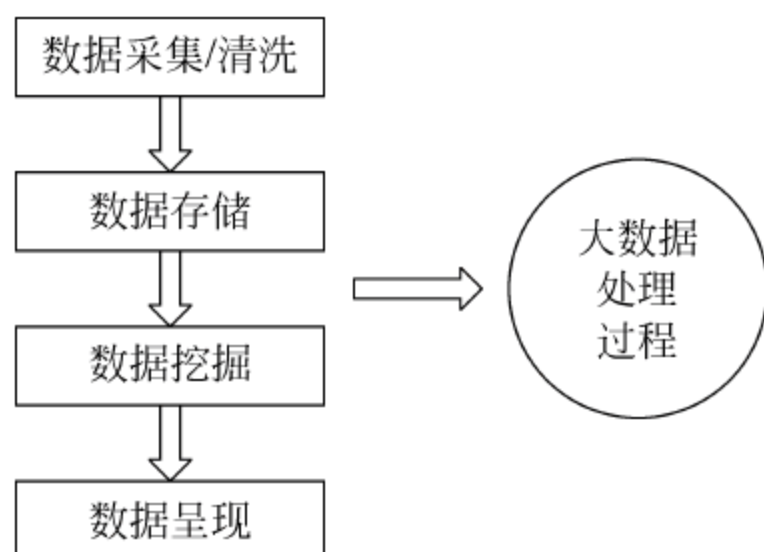 数据采集/清洗
数据存储
数据挖掘
数据呈现
大数据
处理
过程